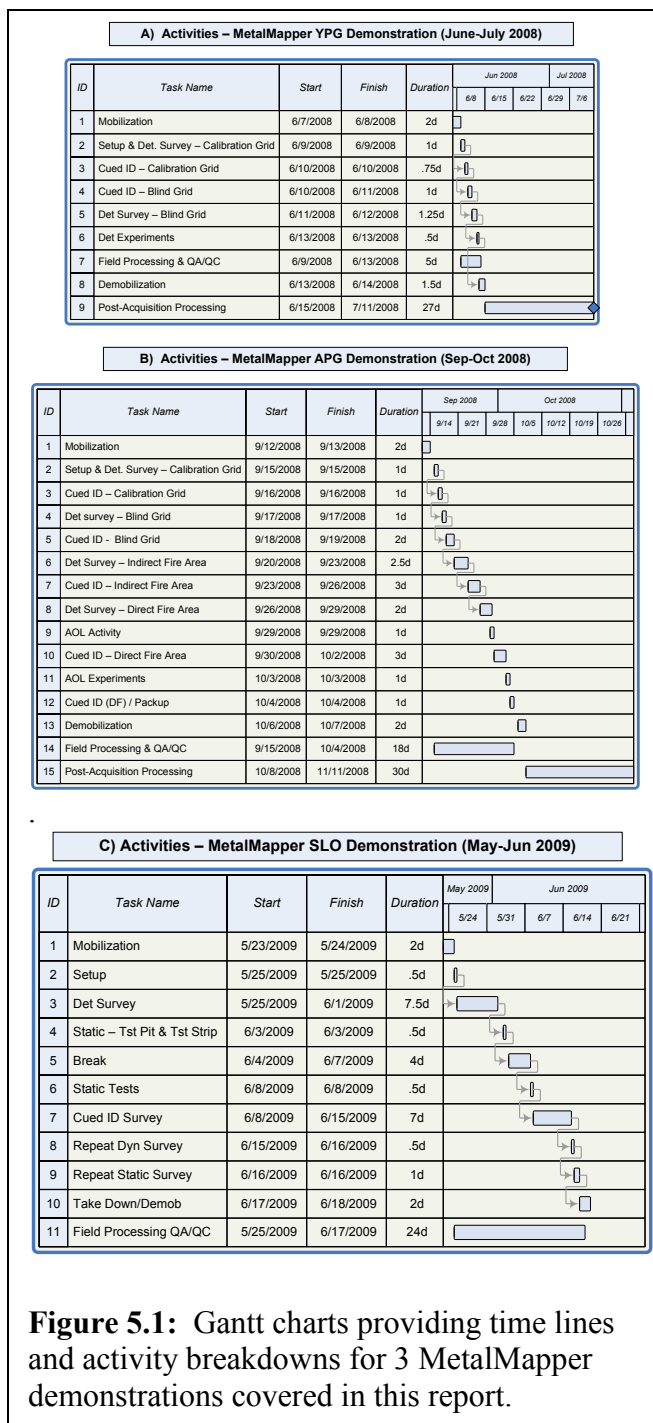 A) Activities – MetalMapper YPG Demonstration (June-July 2008)
ID Task Name Start Finish Duration Jun 2008 Jul 2008
6/8 6/15 6/22 6/29 7/6
1 Mobilization 6/7/2008 6/8/2008 2d
2 Setup & Det. Survey – Calibration Grid 6/9/2008 6/9/2008 1d
3 Cued ID – Calibration Grid 6/10/2008 6/10/2008 .75d
4 Cued ID – Blind Grid 6/10/2008 6/11/2008 1d
5 Det Survey – Blind Grid 6/11/2008 6/12/2008 1.25d
6 Det Experiments 6/13/2008 6/13/2008 .5d
7 Field Processing & QA/QC 6/9/2008 6/13/2008 5d
8 Demobilization 6/13/2008 6/14/2008 1.5d
9 Post-Acquisition Processing 6/15/2008 7/11/2008 27d
B) Activities – MetalMapper APG Demonstration (Sep-Oct 2008)
ID Task Name Start Finish Duration Sep 2008 Oct 2008
9/14 9/21 9/28 10/5 10/12 10/19 10/26
1 Mobilization 9/12/2008 9/13/2008 2d
2 Setup & Det. Survey – Calibration Grid 9/15/2008 9/15/2008 1d
3 Cued ID – Calibration Grid 9/16/2008 9/16/2008 1d
4 Det survey – Blind Grid 9/17/2008 9/17/2008 1d
5 Cued ID - Blind Grid 9/18/2008 9/19/2008 2d
6 Det Survey – Indirect Fire Area 9/20/2008 9/23/2008 2.5d
7 Cued ID – Indirect Fire Area 9/23/2008 9/26/2008 3d
8 Det Survey – Direct Fire Area 9/26/2008 9/29/2008 2d
9 AOL Activity 9/29/2008 9/29/2008 1d
10 Cued ID – Direct Fire Area 9/30/2008 10/2/2008 3d
11 AOL Experiments 10/3/2008 10/3/2008 1d
12 Cued ID (DF) / Packup 10/4/2008 10/4/2008 1d
13 Demobilization 10/6/2008 10/7/2008 2d
14 Field Processing & QA/QC 9/15/2008 10/4/2008 18d
15 Post-Acquisition Processing 10/8/2008 11/11/2008 30d
.
C) Activities – MetalMapper SLO Demonstration (May-Jun 2009)
ID Task Name Start Finish Duration May 2009 Jun 2009
5/24 5/31 6/7 6/14 6/21
1 Mobilization 5/23/2009 5/24/2009 2d
2 Setup 5/25/2009 5/25/2009 .5d
3 Det Survey 5/25/2009 6/1/2009 7.5d
4 Static – Tst Pit & Tst Strip 6/3/2009 6/3/2009 .5d
5 Break 6/4/2009 6/7/2009 4d
6 Static Tests 6/8/2009 6/8/2009 .5d
7 Cued ID Survey 6/8/2009 6/15/2009 7d
8 Repeat Dyn Survey 6/15/2009 6/16/2009 .5d
9 Repeat Static Survey 6/16/2009 6/16/2009 1d
10 Take Down/Demob 6/17/2009 6/18/2009 2d
11 Field Processing QA/QC 5/25/2009 6/17/2009 24d
Figure 5.1: Gantt charts providing time lines
and activity breakdowns for 3 MetalMapper
demonstrations covered in this report.